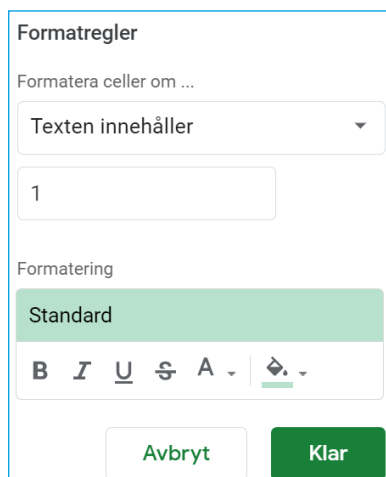 Formatregler
Formatera celler om ...
Texten innehåller
1
Formatering
Standard
B I U S A
Avbryt Klar